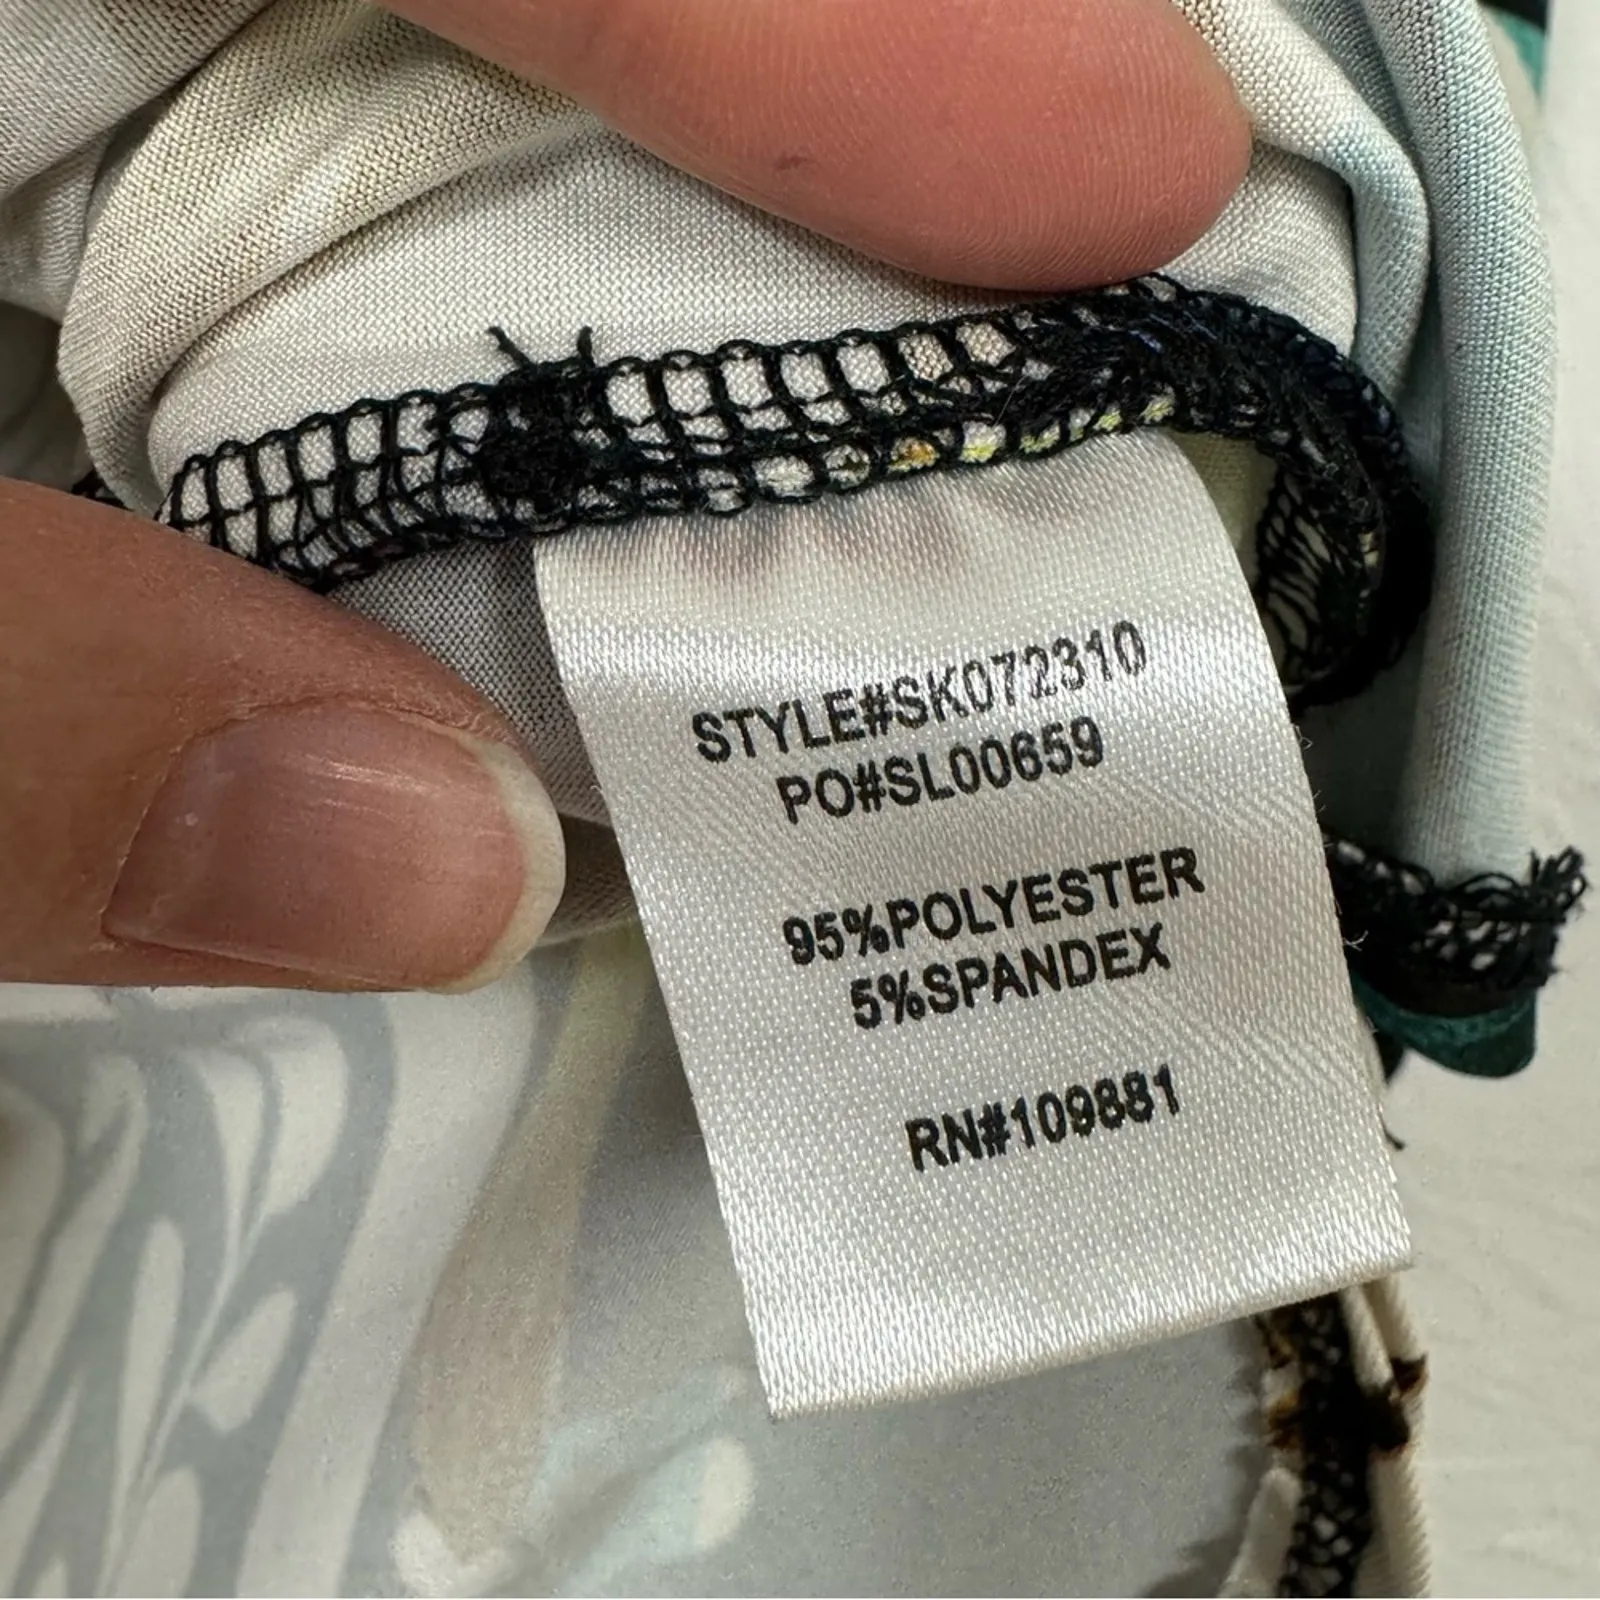 STYLE#SK072310
PO#SL00659
95%POLYESTER
5%SPANDEX
RN#109881